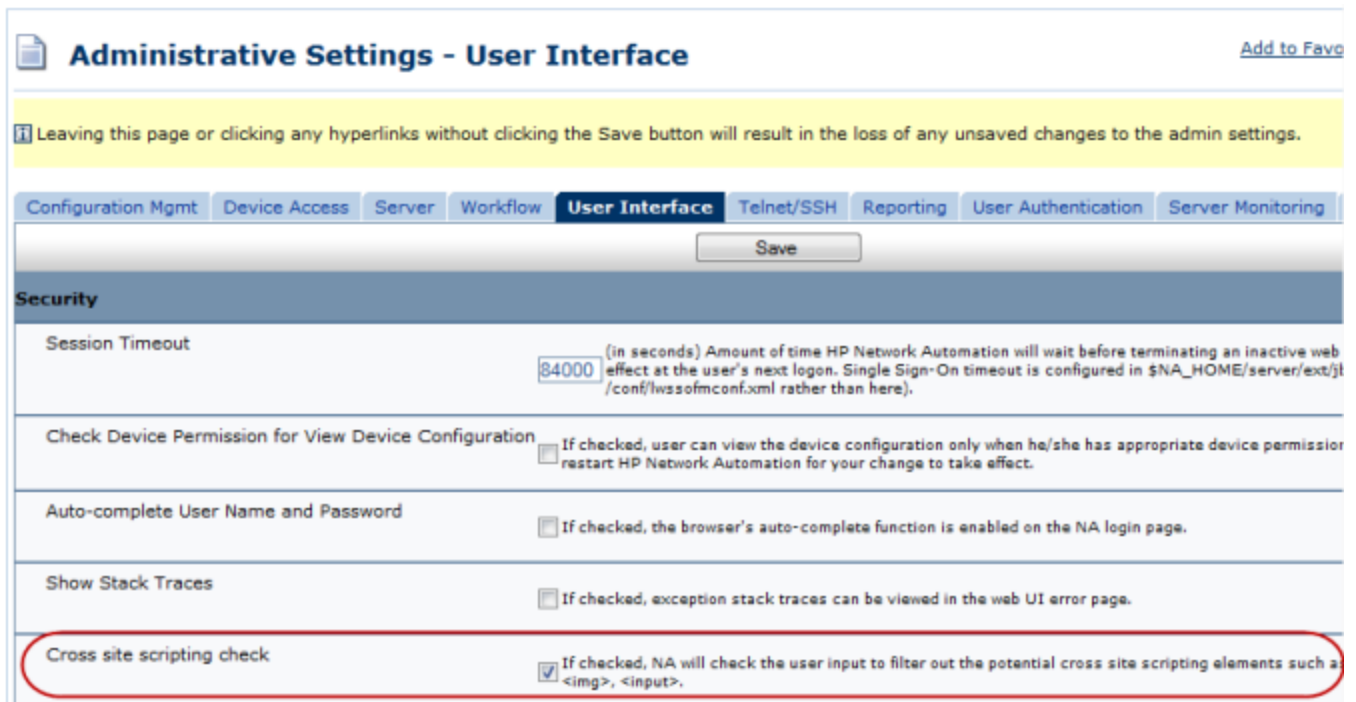 Administrative Settings - User Interface
Add to Favo
Leaving this page or clicking any hyperlinks without clicking the Save button will result in the loss of any unsaved changes to the admin settings.
Configuration Mgmt Device Access Server Workflow User Interface Telnet/SSH Reporting User Authentication Server Monitoring
Save
Security
Session Timeout
84000
(in seconds) Amount of time HP Network Automation will wait before terminating an inactive web
effect at the user's next logon. Single Sign-On timeout is configured in $NA_HOME/server/ext/jb
/conf/lwssofmconf.xml rather than here).
Check Device Permission for View Device Configuration
If checked, user can view the device configuration only when he/she has appropriate device permission
restart HP Network Automation for your change to take effect.
Auto-complete User Name and Password
If checked, the browser's auto-complete function is enabled on the NA login page.
Show Stack Traces
If checked, exception stack traces can be viewed in the web UI error page.
Cross site scripting check
If checked, NA will check the user input to filter out the potential cross site scripting elements such as
<img>, <input>.